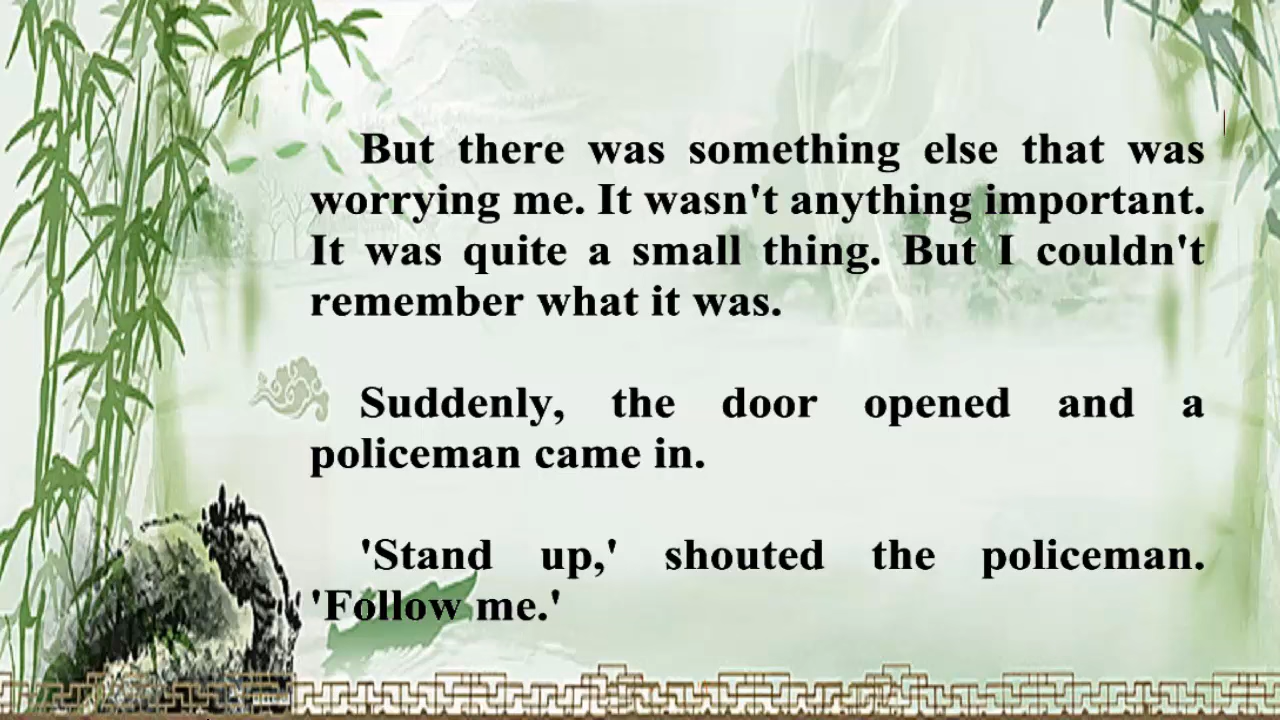 But there was something else that was
worrying me. It wasn't anything important.
It was quite a small thing. But I couldn't
remember what it was.
Suddenly, the door opened and a
policeman came in.
'Stand up,' shouted the policeman.
'Follow me.'